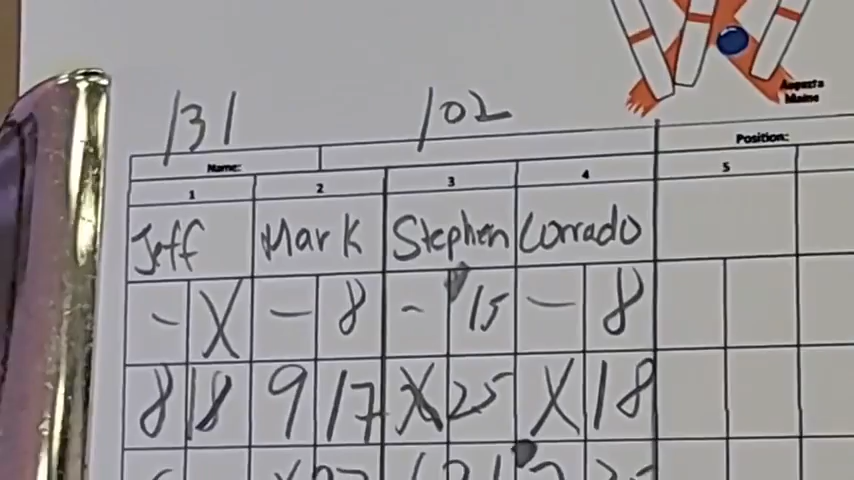 Augusta
Maine
131 102
Name: Position:
1 2 3 4 5
Jeff Mark Stephen Corrado
- X - 8 - 15 - 8
8 18 9 17 X 25 X 18